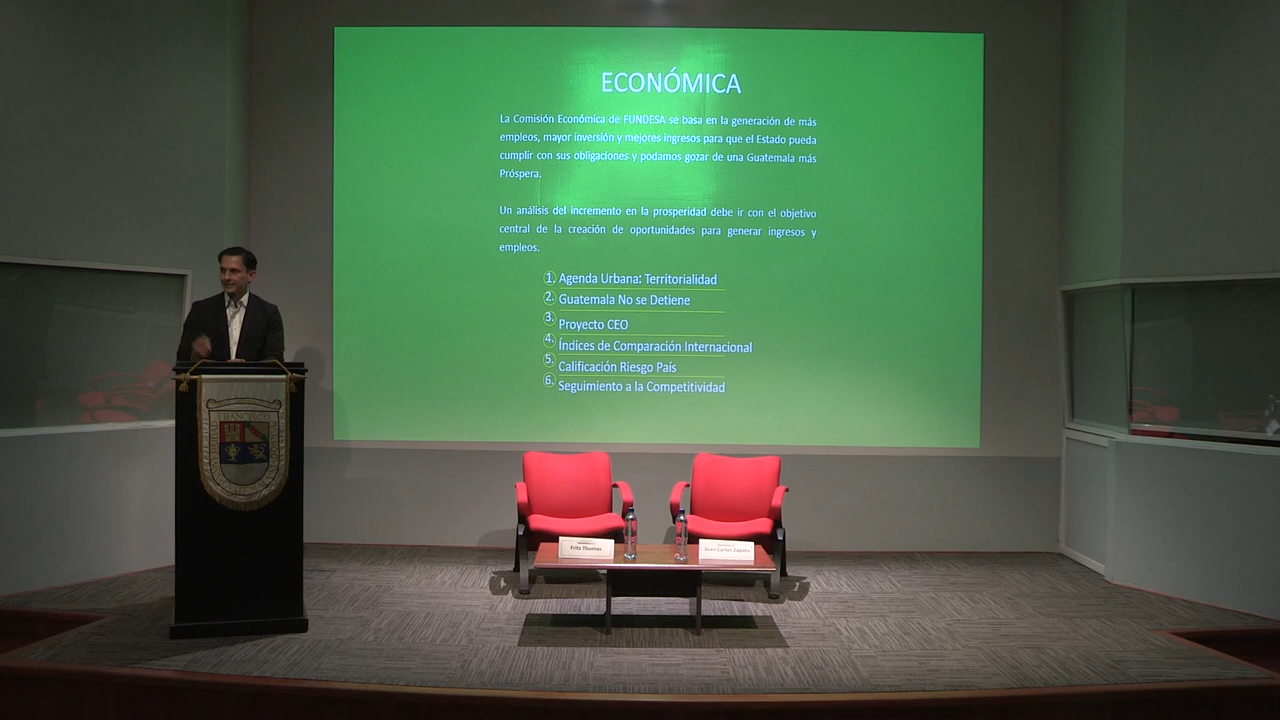 ECONÓMICA
La Comisión Económica de FUNDESA se basa en la generación de más
empleos, mayor inversión y mejores ingresos para que el Estado pueda
cumplir con sus obligaciones y podamos gozar de una Guatemala más
Próspera.
Un análisis del incremento en la prosperidad debe ir con el objetivo
central de la creación de oportunidades para generar ingresos y
empleos.
1. Agenda Urbana: Territorialidad
2. Guatemala No se Detiene
3. Proyecto CEO
4. Índices de Comparación Internacional
5. Calificación Riesgo País
6. Seguimiento a la Competitividad
FRANCISCO
Fritz Thomas
Juan Carlos Zapata